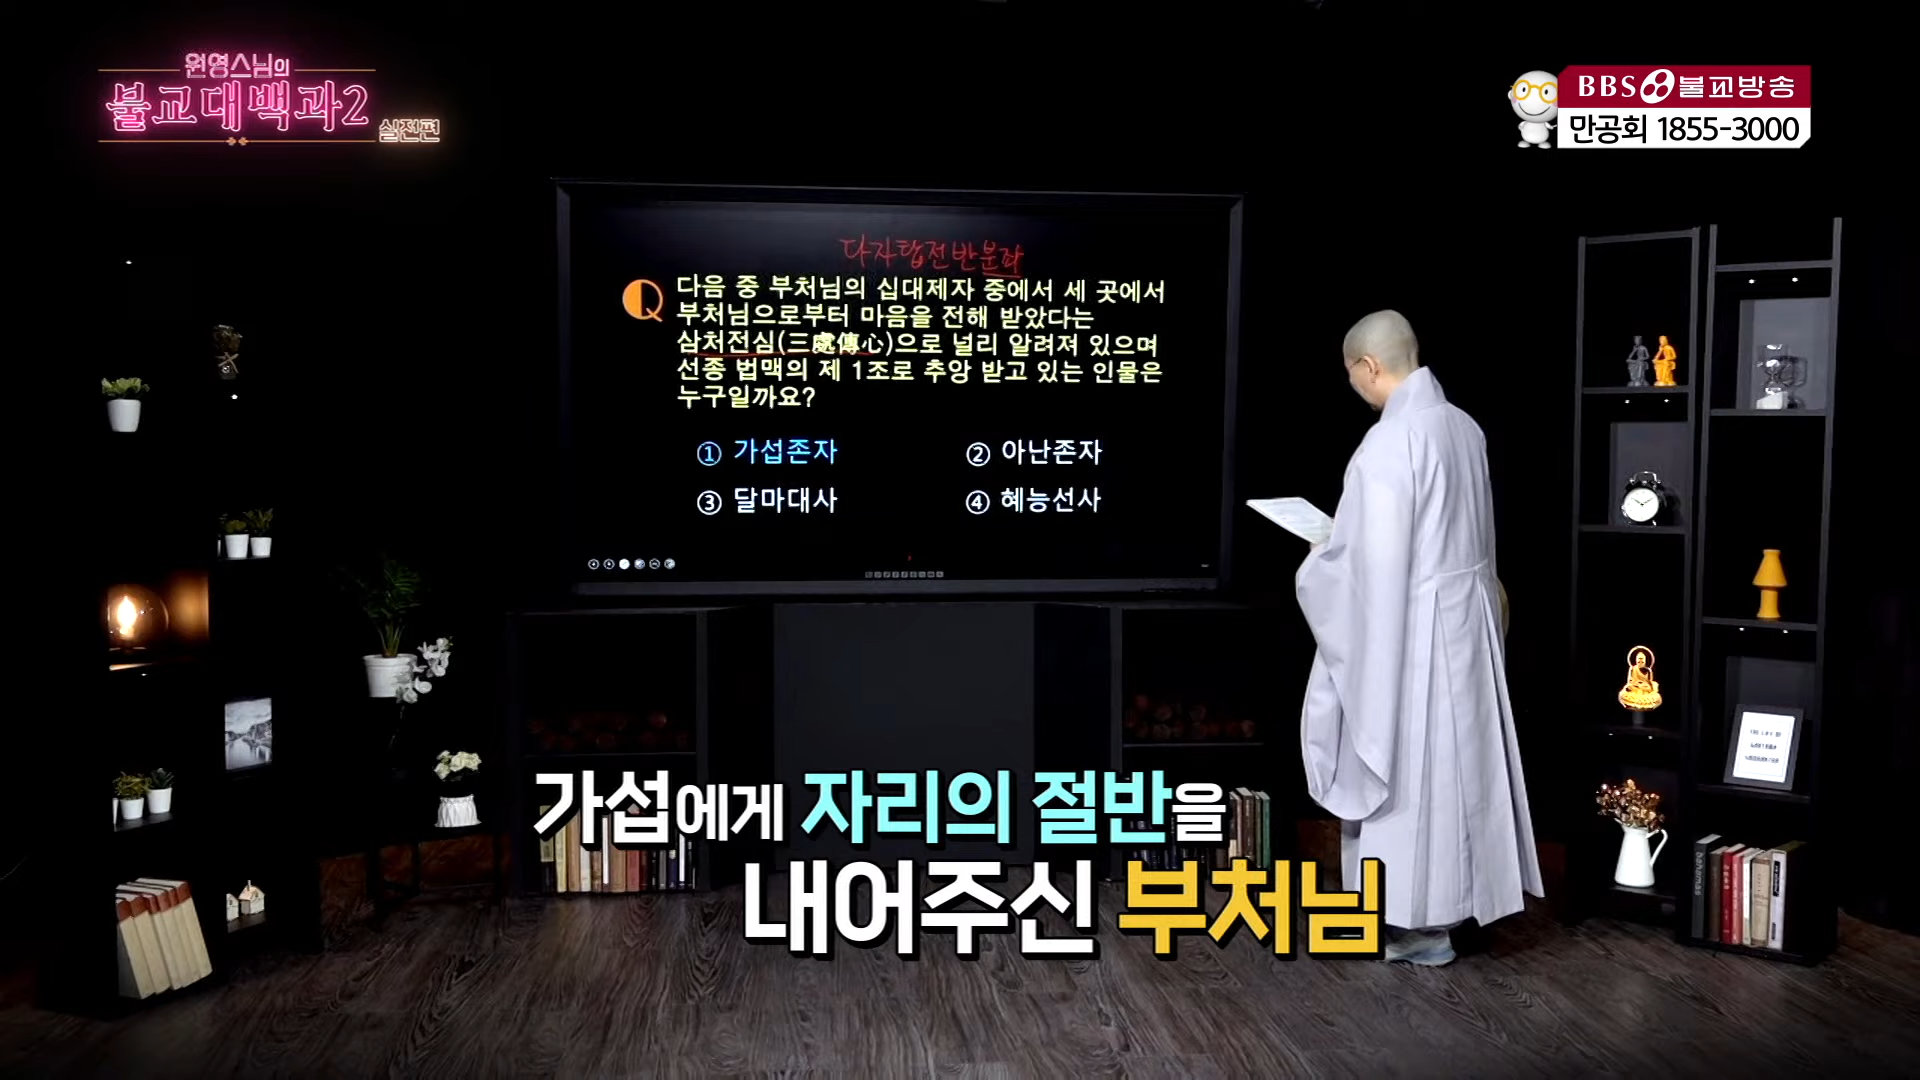 원영스님의
불교대백과2
실전편
BBS 불교방송
만공회 1855-3000
다자탑전반분좌
Q 다음 중 부처님의 십대제자 중에서 세 곳에서
부처님으로부터 마음을 전해 받았다는
삼처전심(三處傳心)으로 널리 알려져 있으며
선종 법맥의 제 1조로 추앙 받고 있는 인물은
누구일까요?
① 가섭존자
② 아난존자
③ 달마대사
④ 혜능선사
가섭에게 자리의 절반을
내어주신 부처님